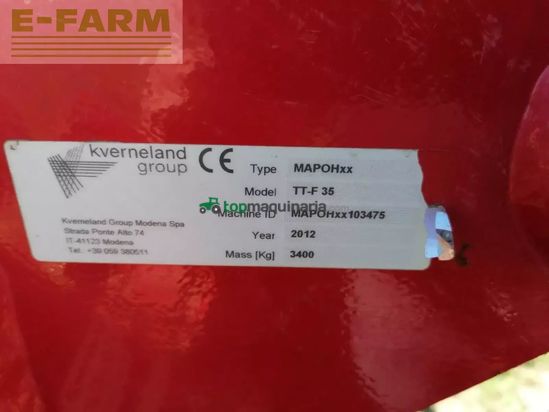 E-FARM
kverneland
group
CE
Type MAPOHxx
Model TT-F 35
topmaquinaria
Machine ID MAPOHxx103475
Year 2012
Mass [Kg] 3400
Kverneland Group Modena Spa
Strada Ponte Alto 74
IT-41123 Modena
Tel. +39 059 380511